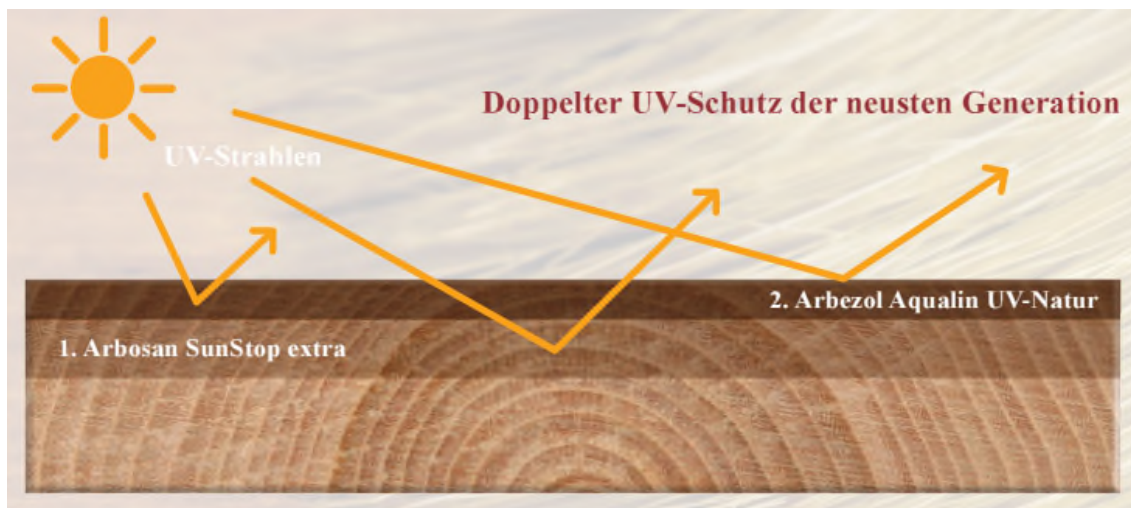 Doppelter UV-Schutz der neusten Generation
UV-Strahlen
2. Arbezol Aqualin UV-Natur
1. Arbosan SunStop extra